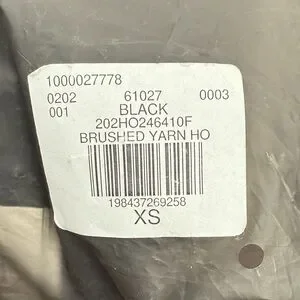 1000027778
0202 61027 0003
001 BLACK
202HO246410F
BRUSHED YARN HO
198437269258
XS